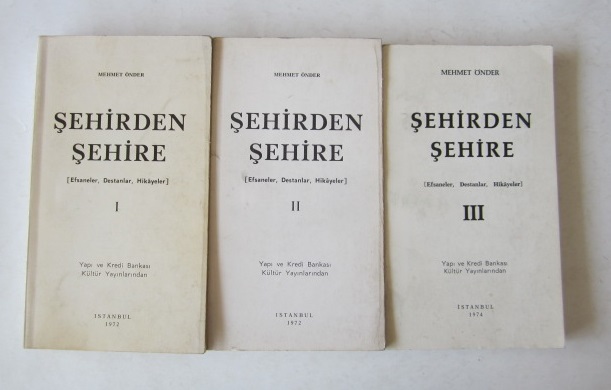 MEHMET ÖNDER
ŞEHİRDEN
ŞEHİRE
[Efsaneler, Destanlar, Hikâyeler]
I
Yapı ve Kredi Bankası
Kültür Yayınlarından
İSTANBUL
1972
MEHMET ÖNDER
ŞEHİRDEN
ŞEHİRE
[Efsaneler, Destanlar, Hikâyeler]
II
Yapı ve Kredi Bankası
Kültür Yayınlarından
İSTANBUL
1972
MEHMET ÖNDER
ŞEHİRDEN
ŞEHİRE
[Efsaneler, Destanlar, Hikâyeler]
III
Yapı ve Kredi Bankası
Kültür Yayınlarından
İSTANBUL
1974